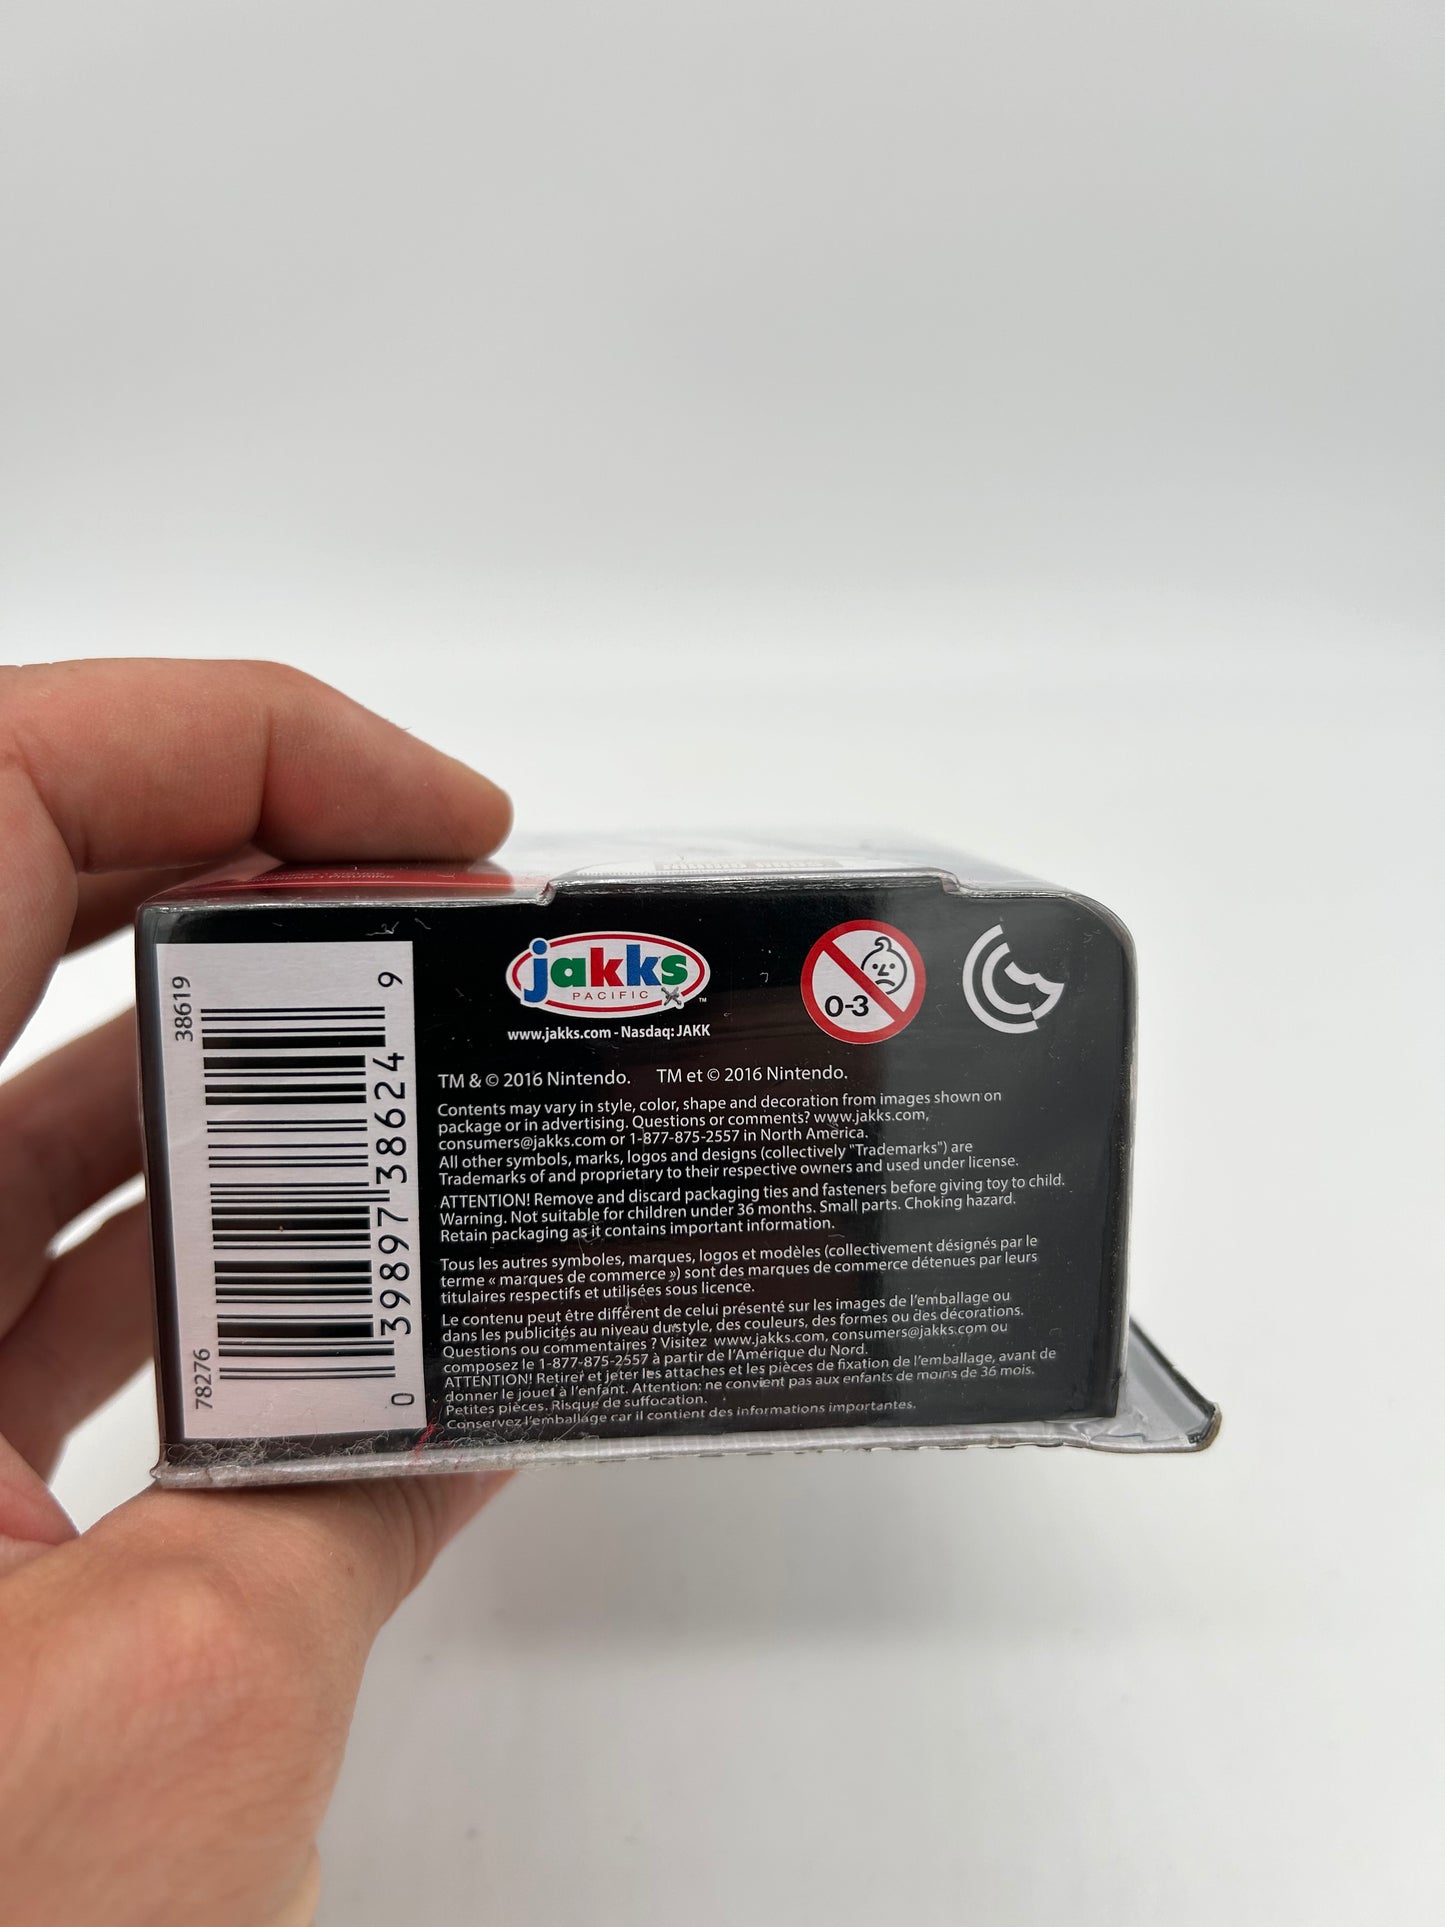 38619
78276
0 39897 38624 9
jakks
PACIFIC
™
www.jakks.com - Nasdaq: JAKK
0-3
TM & © 2016 Nintendo. TM et © 2016 Nintendo.
Contents may vary in style, color, shape and decoration from images shown on
package or in advertising. Questions or comments? www.jakks.com,
consumers@jakks.com or 1-877-875-2557 in North America.
All other symbols, marks, logos and designs (collectively "Trademarks") are
Trademarks of and proprietary to their respective owners and used under license.
ATTENTION! Remove and discard packaging ties and fasteners before giving toy to child.
Warning. Not suitable for children under 36 months. Small parts. Choking hazard.
Retain packaging as it contains important information.
Tous les autres symboles, marques, logos et modèles (collectivement désignés par le
terme « marques de commerce ») sont des marques de commerce détenues par leurs
titulaires respectifs et utilisées sous licence.
Le contenu peut être différent de celui présenté sur les images de l'emballage ou
dans les publicités au niveau du style, des couleurs, des formes ou des décorations.
Questions ou commentaires ? Visitez www.jakks.com, consumers@jakks.com ou
composez le 1-877-875-2557 à partir de l'Amérique du Nord.
ATTENTION! Retirer et jeter les attaches et les pièces de fixation de l'emballage, avant de
donner le jouet à l'enfant. Attention: ne convient pas aux enfants de moins de 36 mois.
Petites pièces. Risque de suffocation.
Conservez l'emballage car il contient des informations importantes.